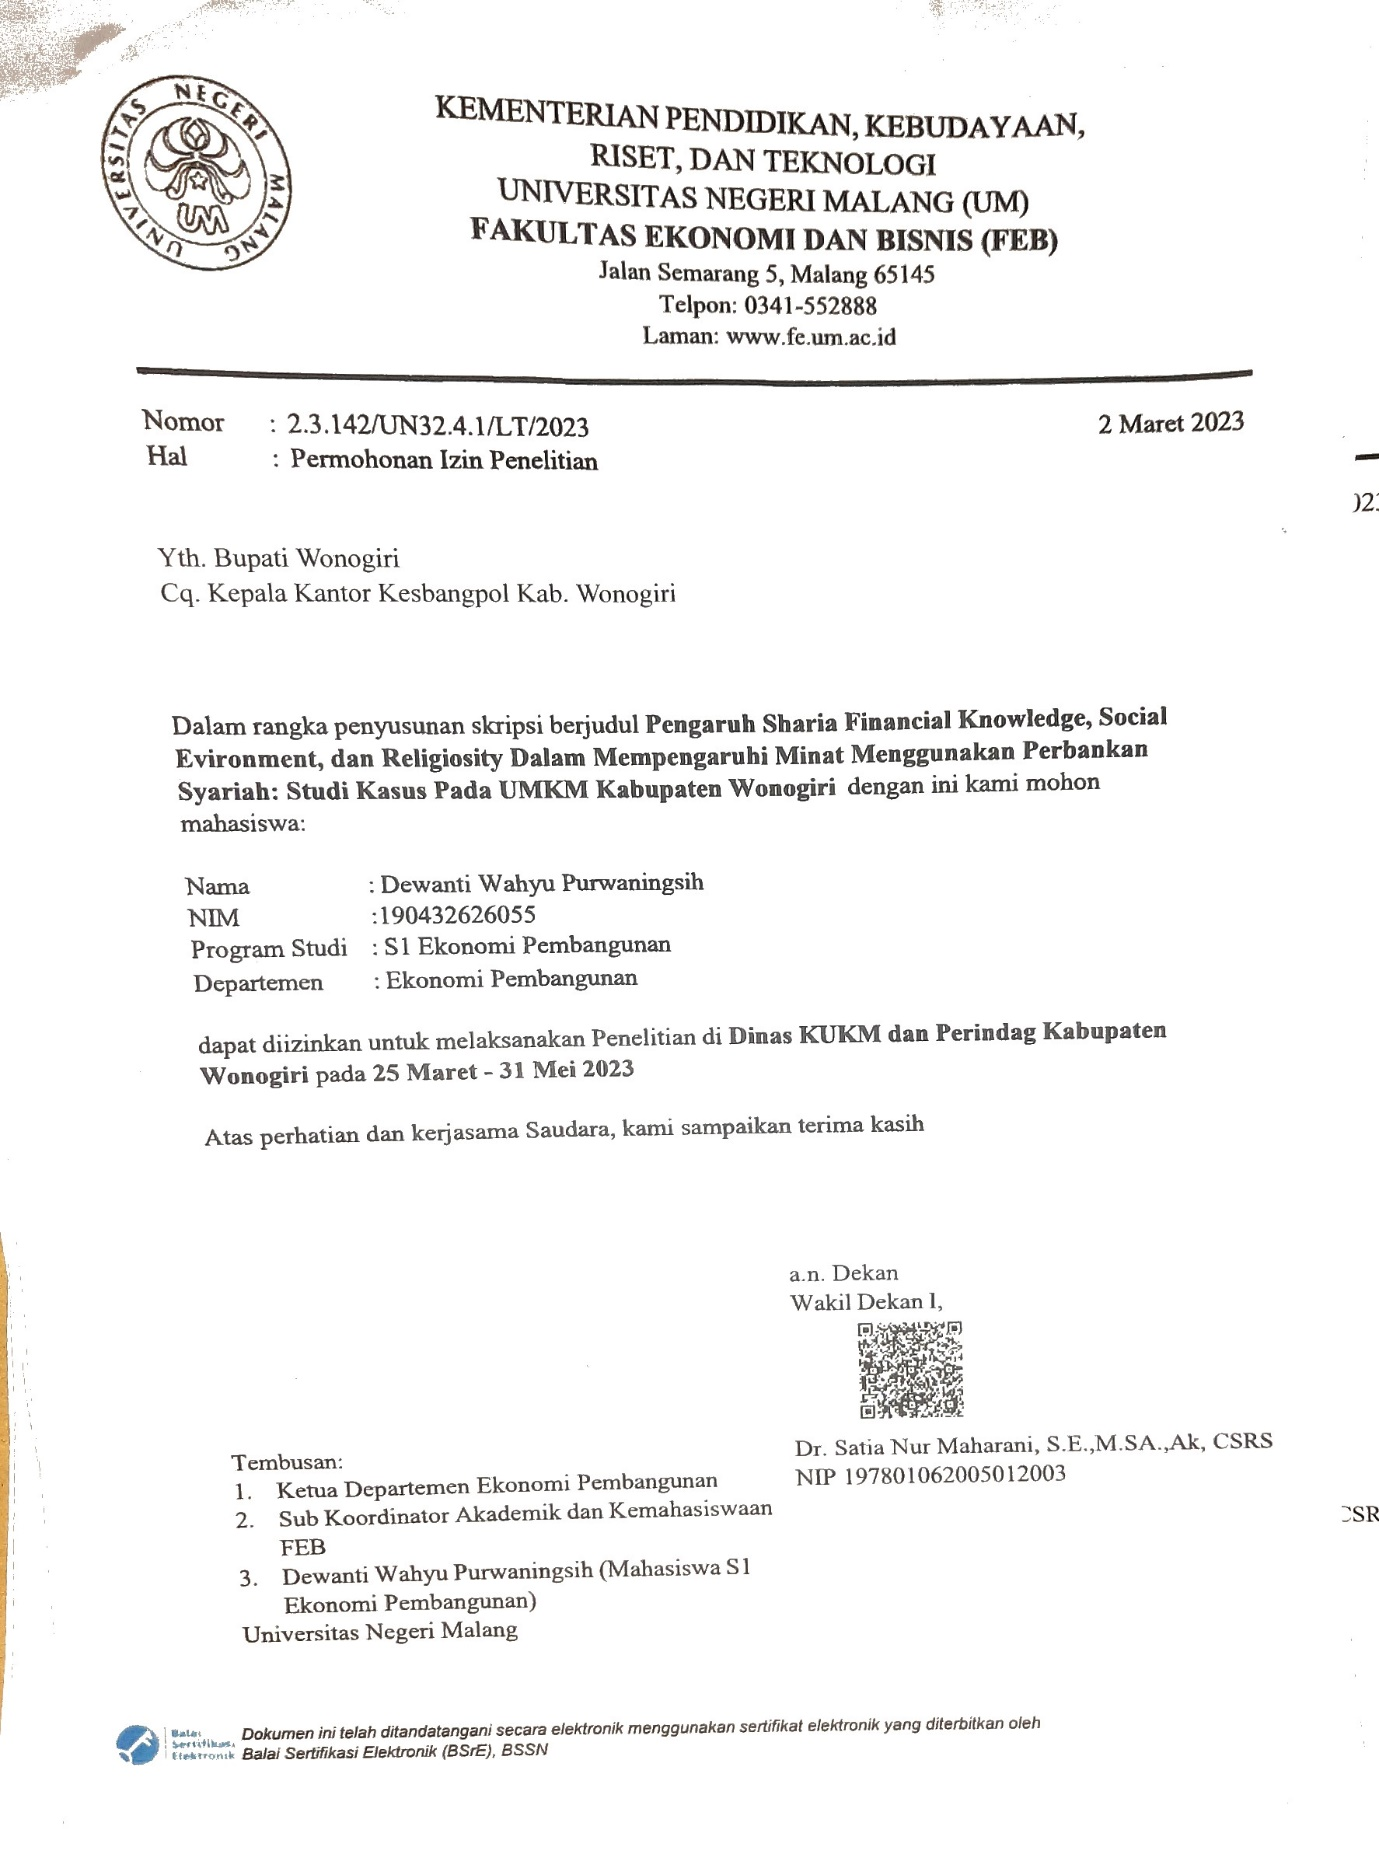 UNIVERSITAS NEGERI MALANG
UM
KEMENTERIAN PENDIDIKAN, KEBUDAYAAN,
RISET, DAN TEKNOLOGI
UNIVERSITAS NEGERI MALANG (UM)
FAKULTAS EKONOMI DAN BISNIS (FEB)
Jalan Semarang 5, Malang 65145
Telpon: 0341-552888
Laman: www.fe.um.ac.id
Nomor : 2.3.142/UN32.4.1/LT/2023 2 Maret 2023
Hal : Permohonan Izin Penelitian
Yth. Bupati Wonogiri
Cq. Kepala Kantor Kesbangpol Kab. Wonogiri
Dalam rangka penyusunan skripsi berjudul Pengaruh Sharia Financial Knowledge, Social
Evironment, dan Religiosity Dalam Mempengaruhi Minat Menggunakan Perbankan
Syariah: Studi Kasus Pada UMKM Kabupaten Wonogiri dengan ini kami mohon
mahasiswa:
Nama : Dewanti Wahyu Purwaningsih
NIM :190432626055
Program Studi : S1 Ekonomi Pembangunan
Departemen : Ekonomi Pembangunan
dapat diizinkan untuk melaksanakan Penelitian di Dinas KUKM dan Perindag Kabupaten
Wonogiri pada 25 Maret - 31 Mei 2023
Atas perhatian dan kerjasama Saudara, kami sampaikan terima kasih
a.n. Dekan
Wakil Dekan I,
Dr. Satia Nur Maharani, S.E.,M.SA.,Ak, CSRS
NIP 197801062005012003
Tembusan:
1. Ketua Departemen Ekonomi Pembangunan
2. Sub Koordinator Akademik dan Kemahasiswaan
FEB
3. Dewanti Wahyu Purwaningsih (Mahasiswa S1
Ekonomi Pembangunan)
Universitas Negeri Malang
Balai
Sertifikasi
Elektronik
Dokumen ini telah ditandatangani secara elektronik menggunakan sertifikat elektronik yang diterbitkan oleh
Balai Sertifikasi Elektronik (BSrE), BSSN